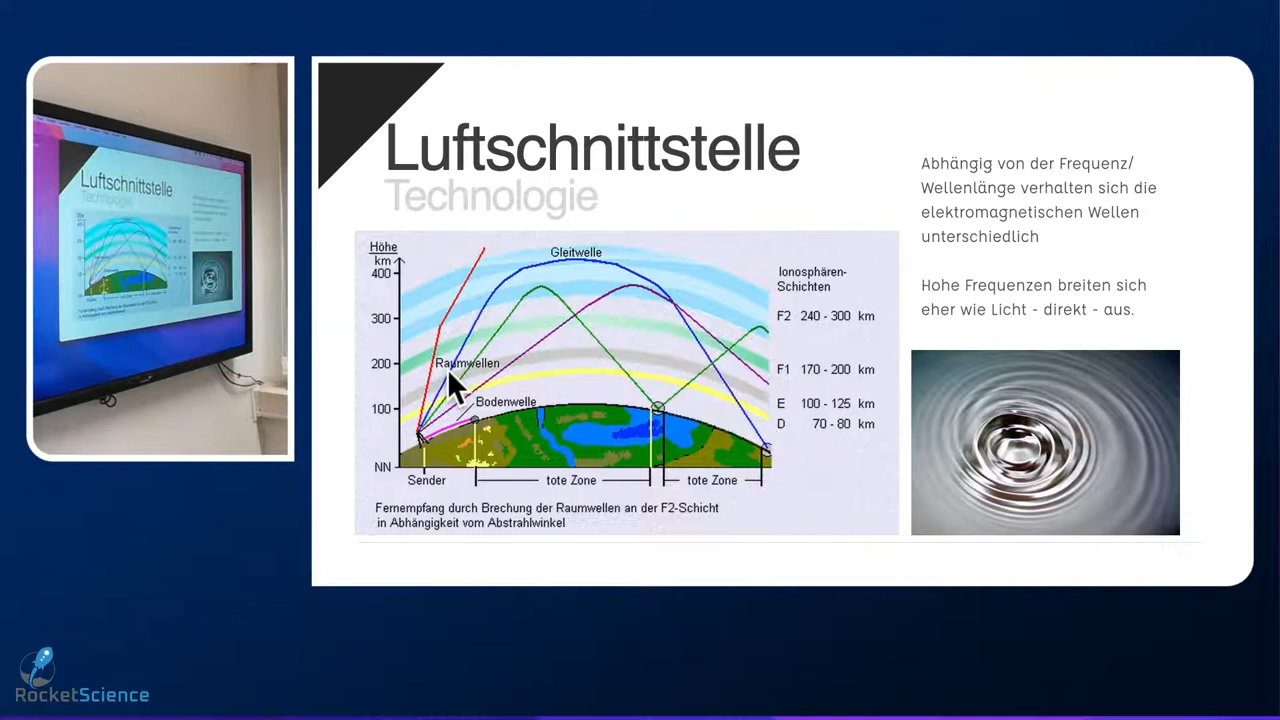 Luftschnittstelle
Technologie
Luftschnittstelle
Technologie
Abhängig von der Frequenz/
Wellenlänge verhalten sich die
elektromagnetischen Wellen
unterschiedlich
Hohe Frequenzen breiten sich
eher wie Licht - direkt - aus.
Höhe
km
400
300
200
100
NN
Gleitwelle
Raumwellen
Bodenwelle
Ionosphären-
Schichten
F2 240 - 300 km
F1 170 - 200 km
E 100 - 125 km
D 70 - 80 km
Sender
tote Zone
tote Zone
Fernempfang durch Brechung der Raumwellen an der F2-Schicht
in Abhängigkeit vom Abstrahlwinkel
RocketScience